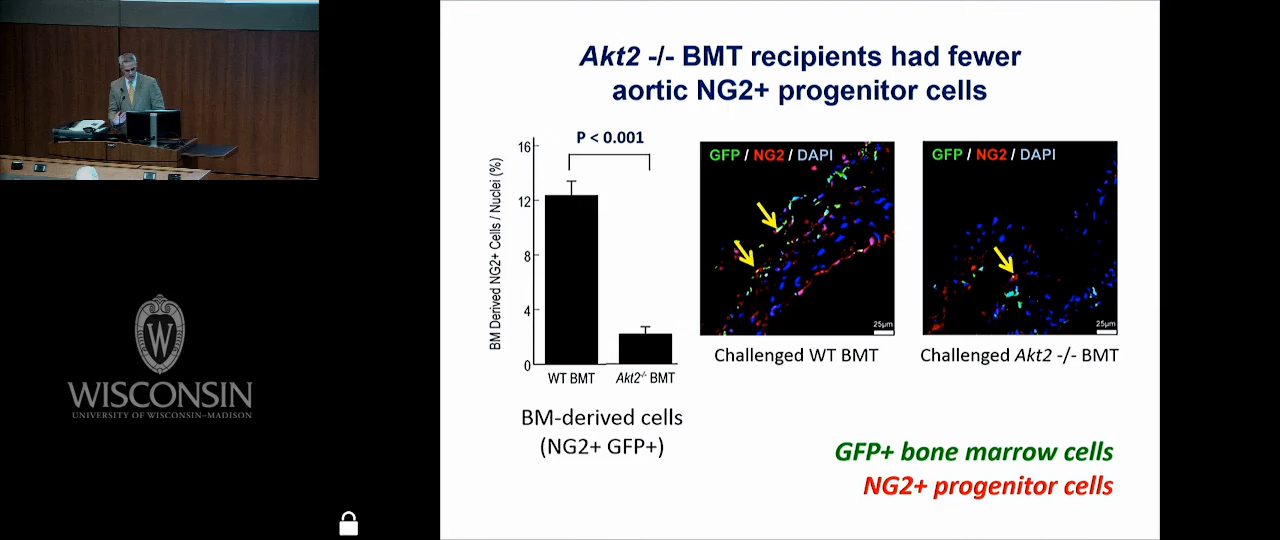 Akt2 -/- BMT recipients had fewer
aortic NG2+ progenitor cells
P < 0.001
BM Derived NG2+ Cells / Nuclei (%)
16
12
8
4
0
WT BMT
Akt2-/- BMT
BM-derived cells
(NG2+ GFP+)
GFP / NG2 / DAPI
25μm
Challenged WT BMT
GFP / NG2 / DAPI
25μm
Challenged Akt2 -/- BMT
GFP+ bone marrow cells
NG2+ progenitor cells
W
WISCONSIN
UNIVERSITY OF WISCONSIN–MADISON